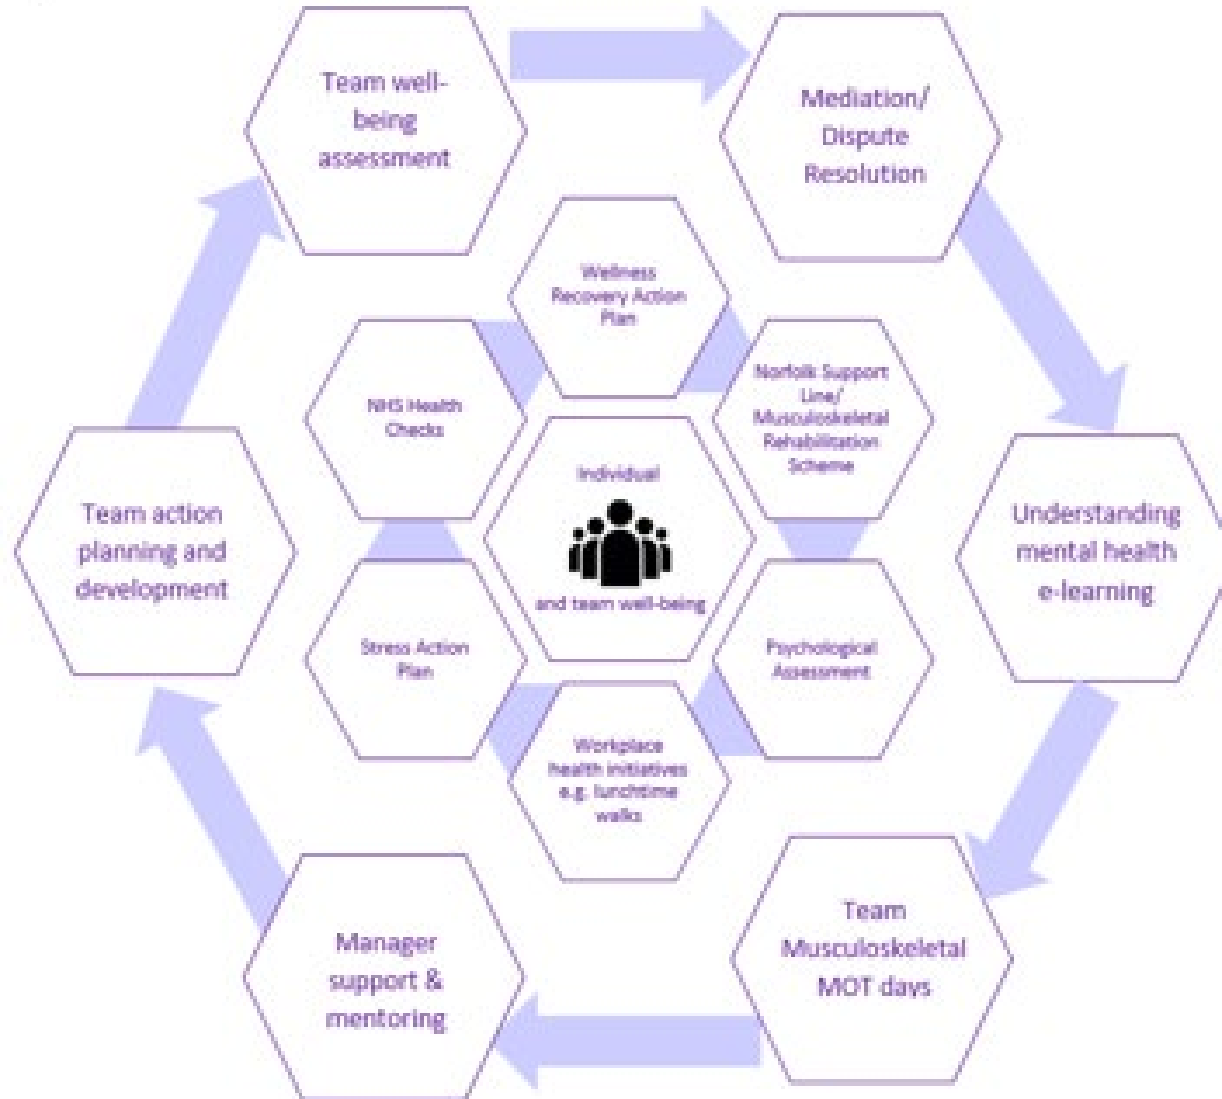 Team well-
being
assessment
Mediation/
Dispute
Resolution
Wellness
Recovery Action
Plan
NHS Health
Checks
Norfolk Support
Line/
Musculoskeletal
Rehabilitation
Scheme
Individual
and team well-being
Team action
planning and
development
Understanding
mental health
e-learning
Stress Action
Plan
Psychological
Assessment
Workplace
health initiatives
e.g. lunchtime
walks
Manager
support &
mentoring
Team
Musculoskeletal
MOT days